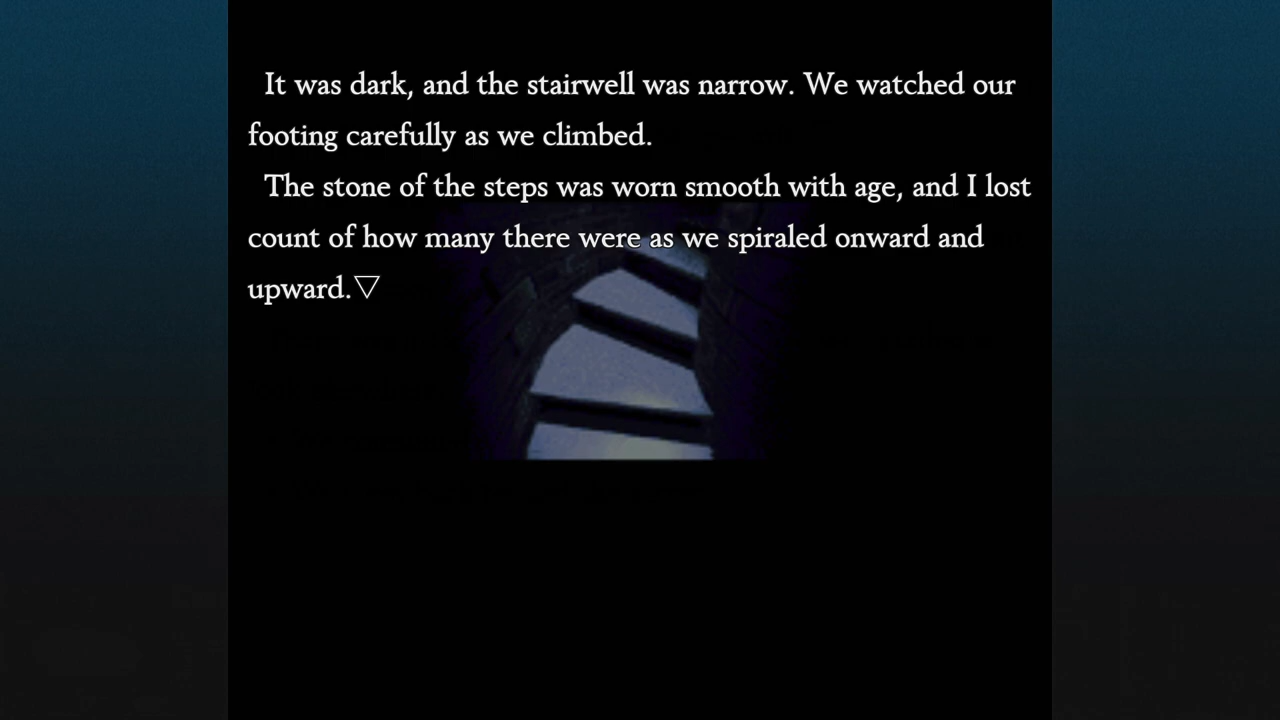 It was dark, and the stairwell was narrow. We watched our
footing carefully as we climbed.
The stone of the steps was worn smooth with age, and I lost
count of how many there were as we spiraled onward and
upward.▽